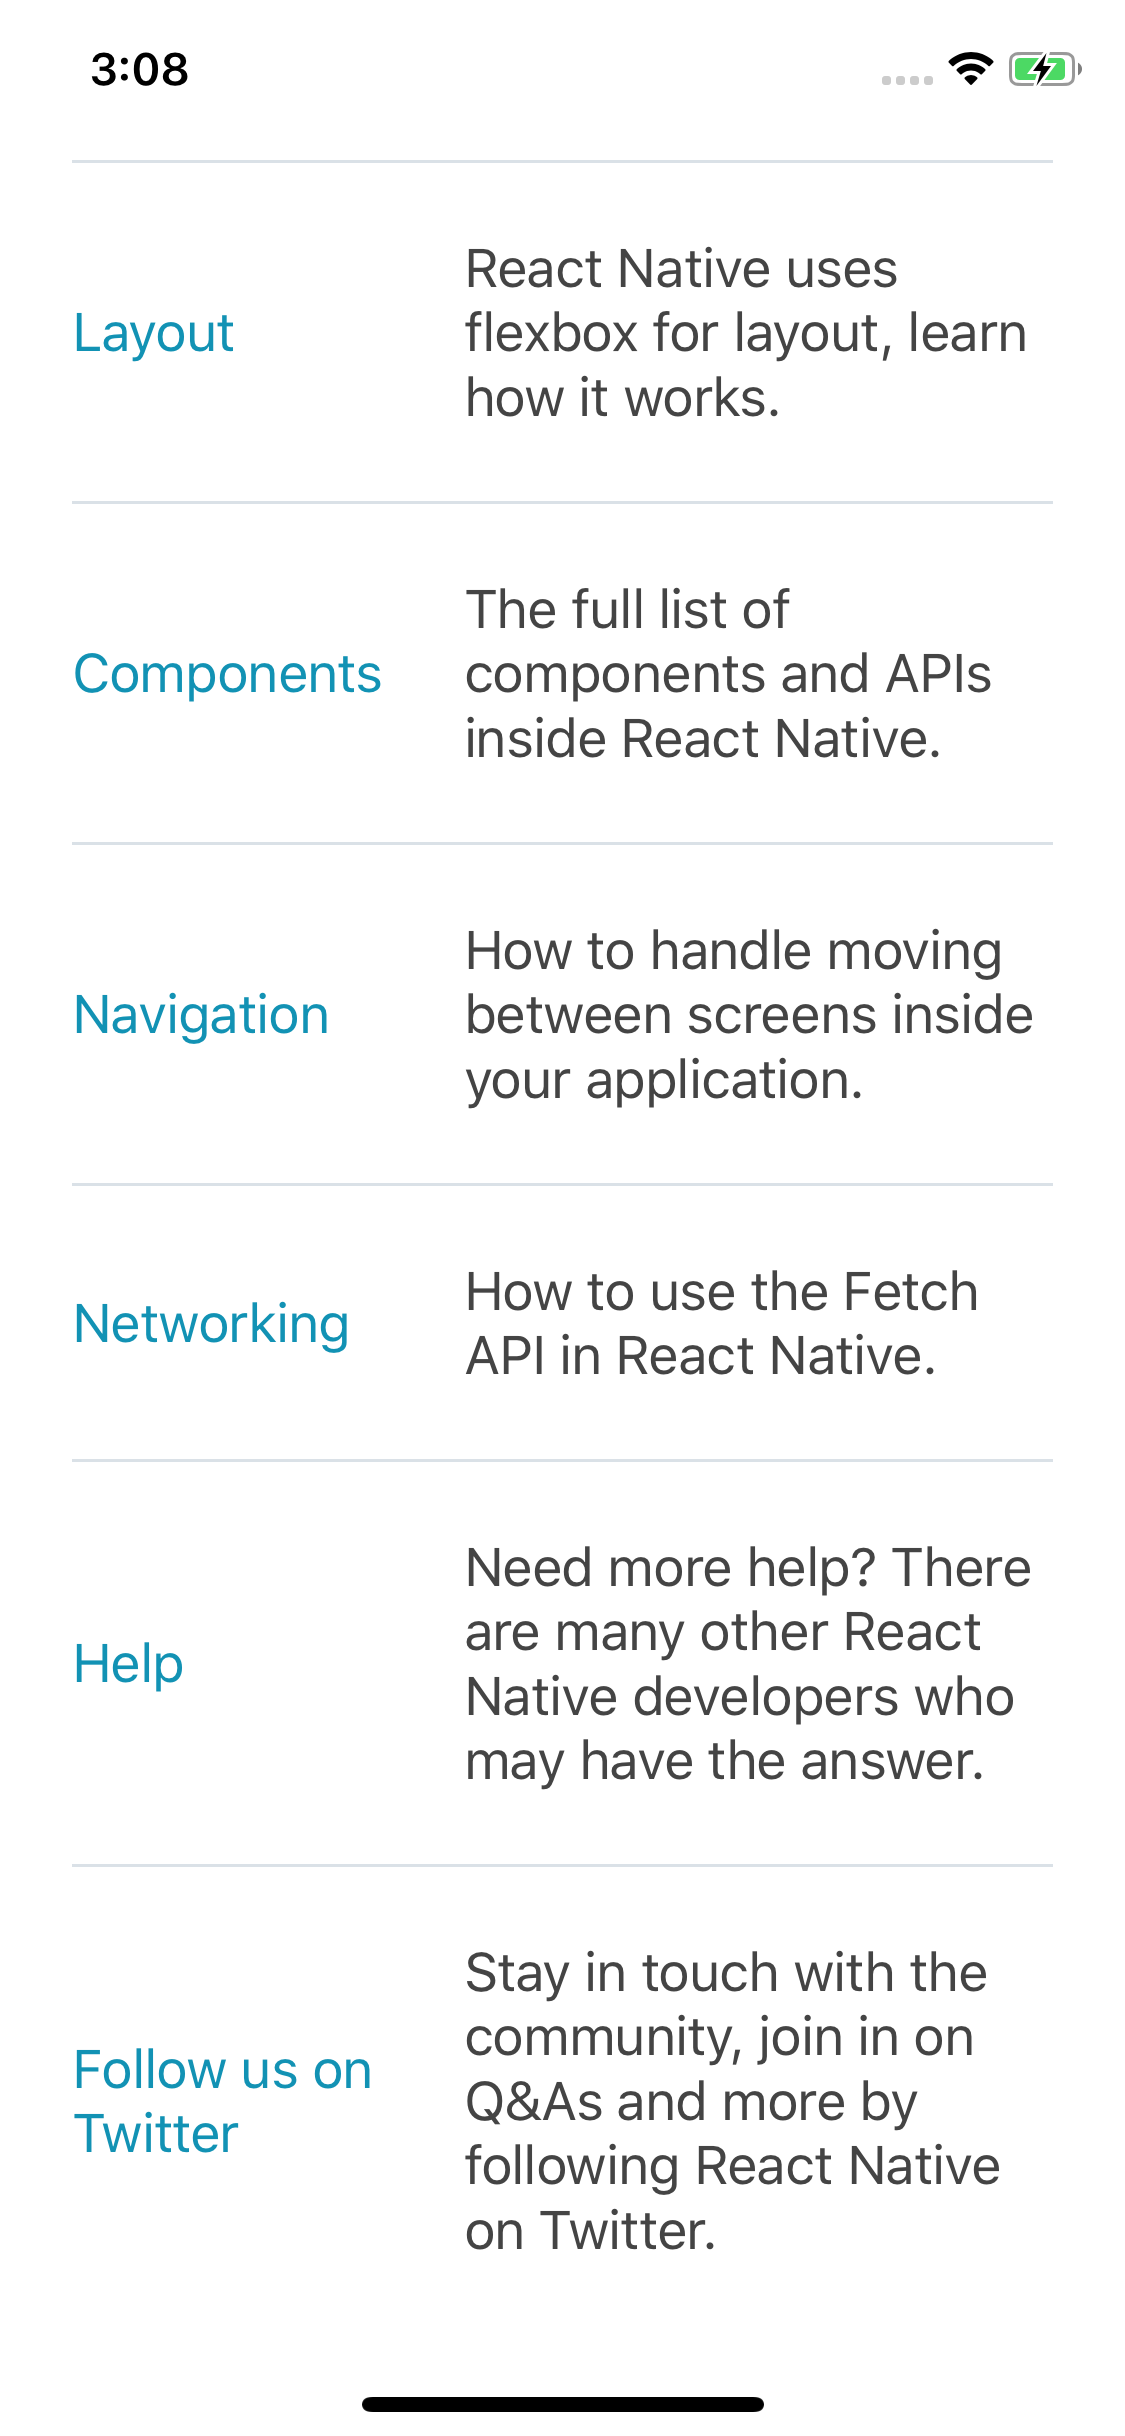 3:08
Layout
React Native uses
flexbox for layout, learn
how it works.
Components
The full list of
components and APIs
inside React Native.
Navigation
How to handle moving
between screens inside
your application.
Networking
How to use the Fetch
API in React Native.
Help
Need more help? There
are many other React
Native developers who
may have the answer.
Follow us on
Twitter
Stay in touch with the
community, join in on
Q&As and more by
following React Native
on Twitter.